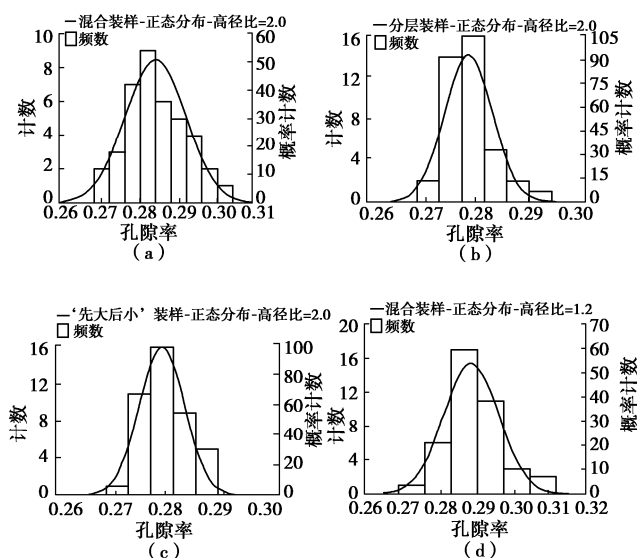 混合装样-正态分布-高径比=2.0
频数
10
8
6
4
2
0
计数
60
50
40
30
20
10
0
概率计数
0.26 0.27 0.28 0.29 0.30 0.31
孔隙率
(a)
分层装样-正态分布-高径比=2.0
频数
16
12
8
4
0
计数
105
90
75
60
45
30
15
0
概率计数
0.26 0.27 0.28 0.29 0.30
孔隙率
(b)
‘先大后小’装样-正态分布-高径比=2.0
频数
16
12
8
4
0
计数
100
80
60
40
20
0
概率计数
0.26 0.27 0.28 0.29 0.30
孔隙率
(c)
混合装样-正态分布-高径比=1.2
频数
20
16
12
8
4
0
计数
70
60
50
40
30
20
10
0
概率计数
0.26 0.27 0.28 0.29 0.30 0.31 0.32
孔隙率
(d)